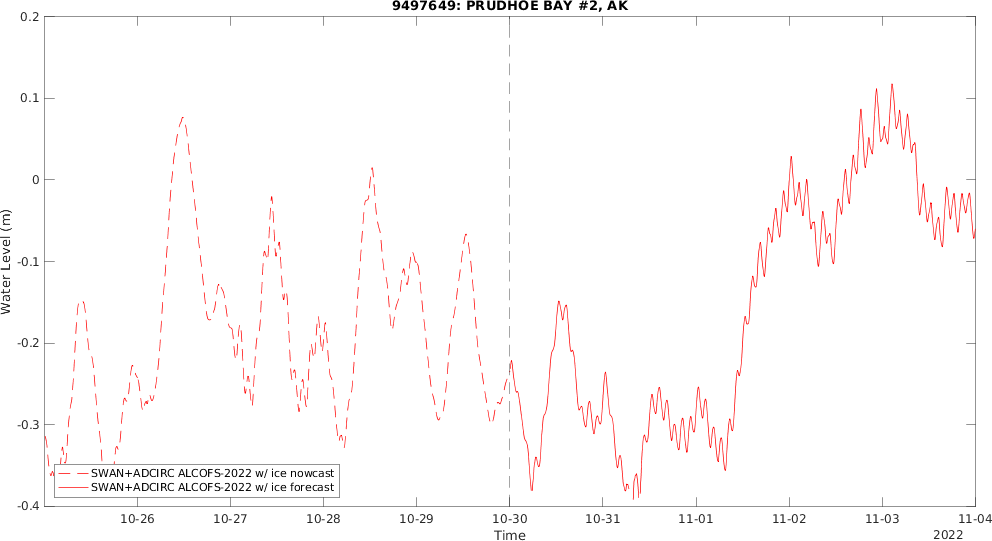 9497649: PRUDHOE BAY #2, AK
0.2
0.1
0
-0.1
-0.2
-0.3
-0.4
Water Level (m)
SWAN+ADCIRC ALCOFS-2022 w/ ice nowcast
SWAN+ADCIRC ALCOFS-2022 w/ ice forecast
10-26 10-27 10-28 10-29 10-30 10-31 11-01 11-02 11-03 11-04
Time
2022